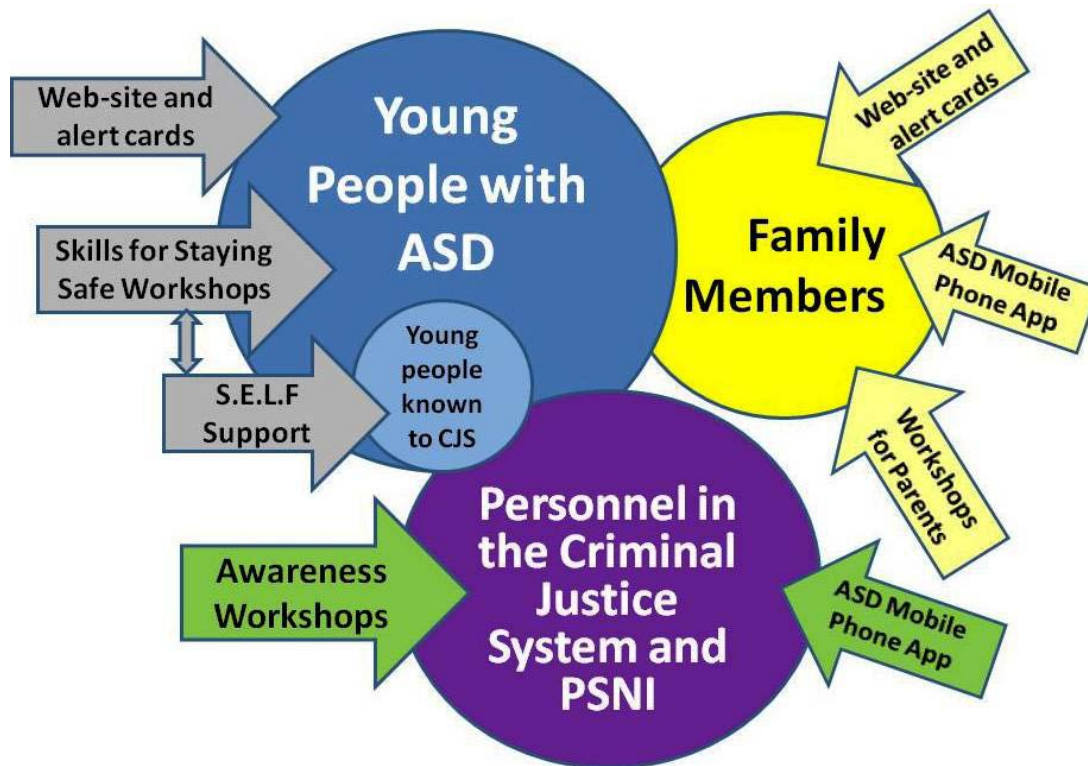 Web-site and
alert cards
Young
People with
ASD
Web-site and
alert cards
Skills for Staying
Safe Workshops
Family
Members
ASD Mobile
Phone App
S.E.L.F
Support
Young
people
known
to CJS
Workshops
for Parents
Awareness
Workshops
Personnel in
the Criminal
Justice
System and
PSNI
ASD Mobile
Phone App